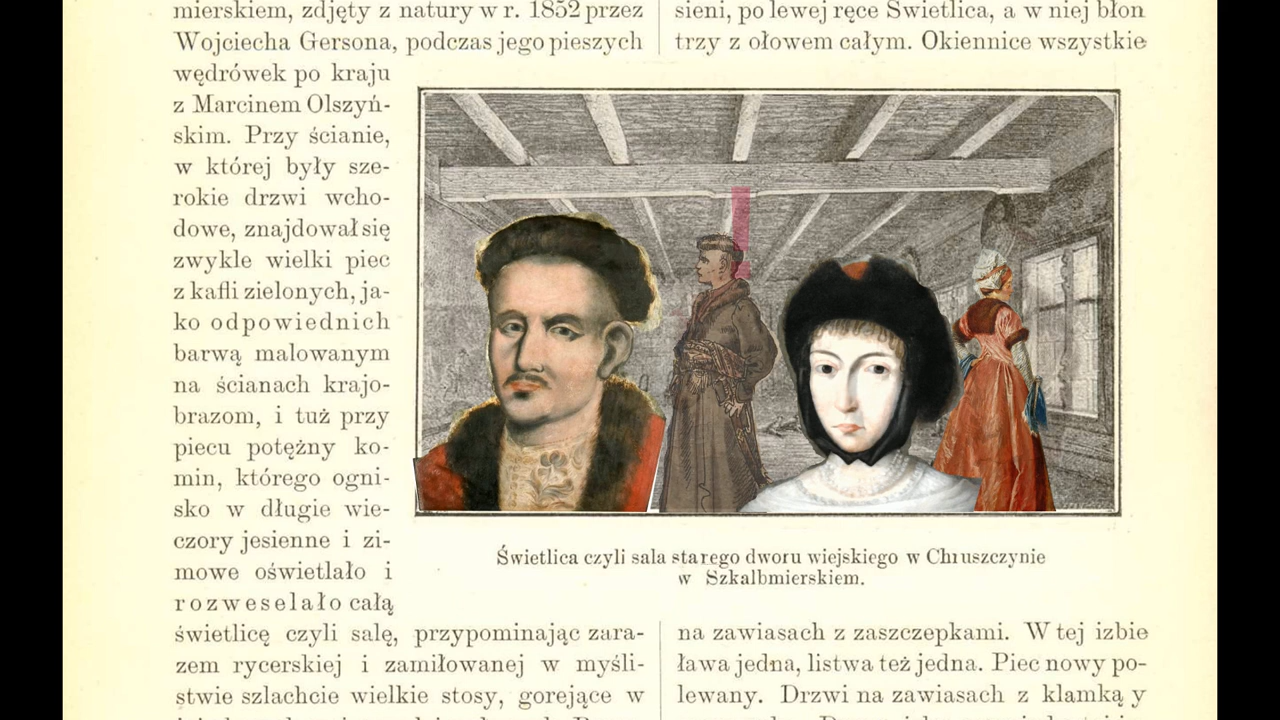 mierskiem, zdjęty z natury w r. 1852 przez
Wojciecha Gersona, podczas jego pieszych
wędrówek po kraju
z Marcinem Olszyń-
skim. Przy ścianie,
w której były sze-
rokie drzwi wcho-
dowe, znajdował się
zwykle wielki piec
z kafli zielonych, ja-
ko odpowiednich
barwą malowanym
na ścianach krajo-
brazom, i tuż przy
piecu potężny ko-
min, którego ogni-
sko w długie wie-
czory jesienne i zi-
mowe oświetlało i
rozweselało całą
świetlicę czyli salę, przypominając zara-
zem rycerskiej i zamiłowanej w myśli-
stwie szlachcie wielkie stosy, gorejące w
sieni, po lewej ręce Swietlica, a w niej błon
trzy z ołowem całym. Okiennice wszystkie
Świetlica czyli sala starego dworu wiejskiego w Chruszczynie
w Szkalbmierskiem.
na zawiasach z zaszczepkami. W tej izbie
ława jedna, listwa też jedna. Piec nowy po-
lewany. Drzwi na zawiasach z klamką y